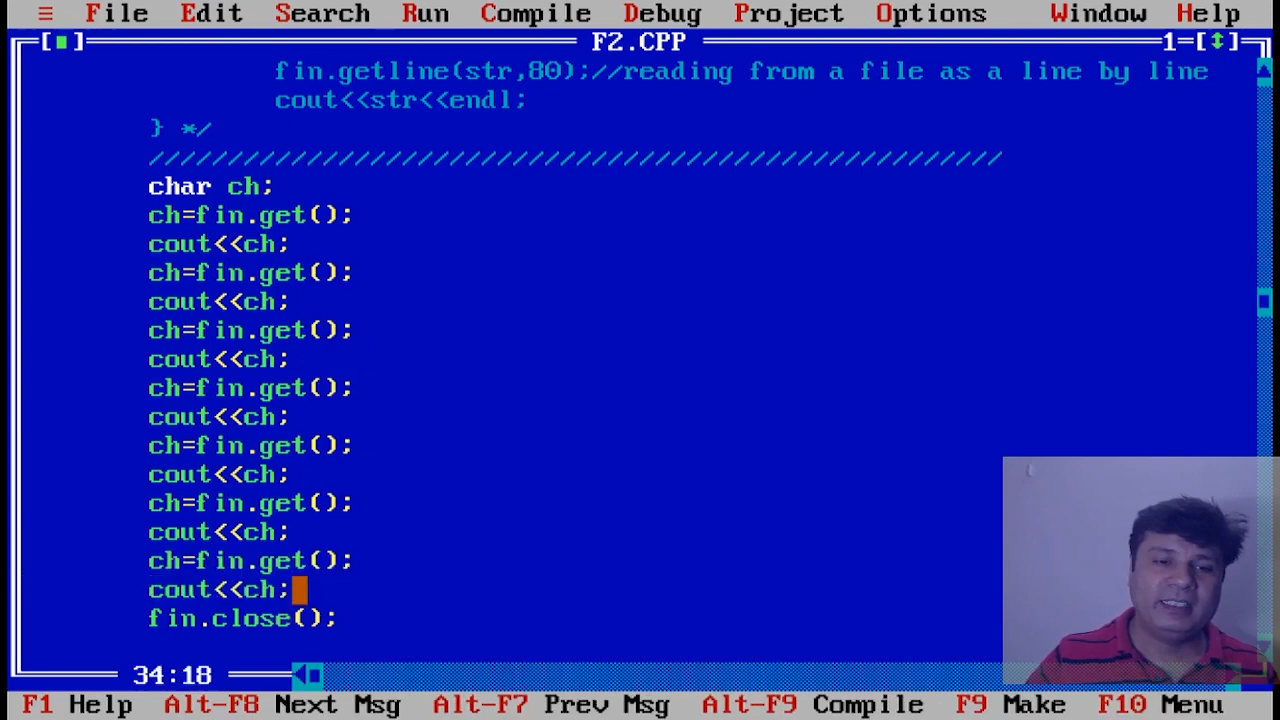 ≡ File Edit Search Run Compile Debug Project Options Window Help
[■] F2.CPP 1=[↕]
fin.getline(str,80);//reading from a file as a line by line
cout<<str<<endl;
} */
//////////////////////////////////////////////////////
char ch;
ch=fin.get();
cout<<ch;
ch=fin.get();
cout<<ch;
ch=fin.get();
cout<<ch;
ch=fin.get();
cout<<ch;
ch=fin.get();
cout<<ch;
ch=fin.get();
cout<<ch;
ch=fin.get();
cout<<ch;
fin.close();
34:18
F1 Help Alt-F8 Next Msg Alt-F7 Prev Msg Alt-F9 Compile F9 Make F10 Menu